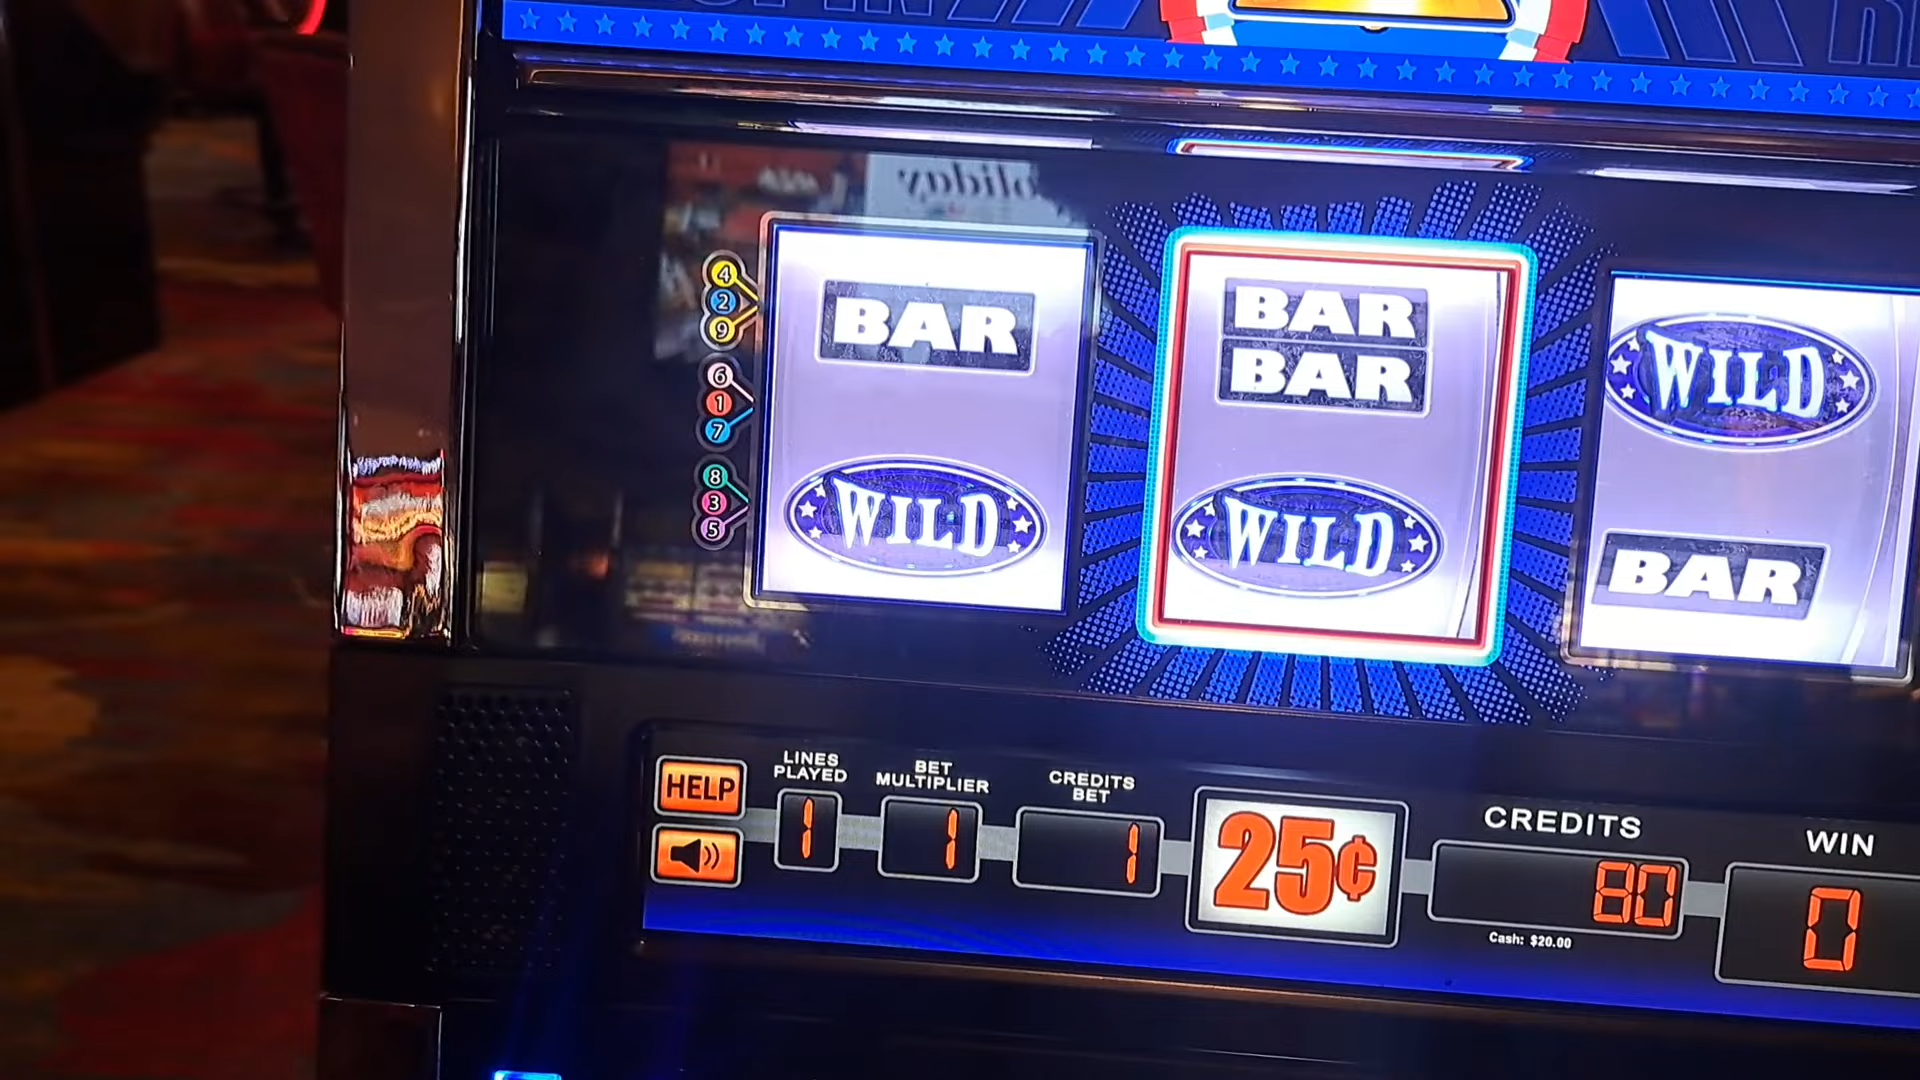 BAR
BAR
BAR
WILD
WILD
WILD
BAR
4
2
9
6
1
7
8
3
5
HELP
LINES PLAYED
1
BET MULTIPLIER
1
CREDITS BET
1
25¢
CREDITS
80
Cash: $20.00
WIN
0